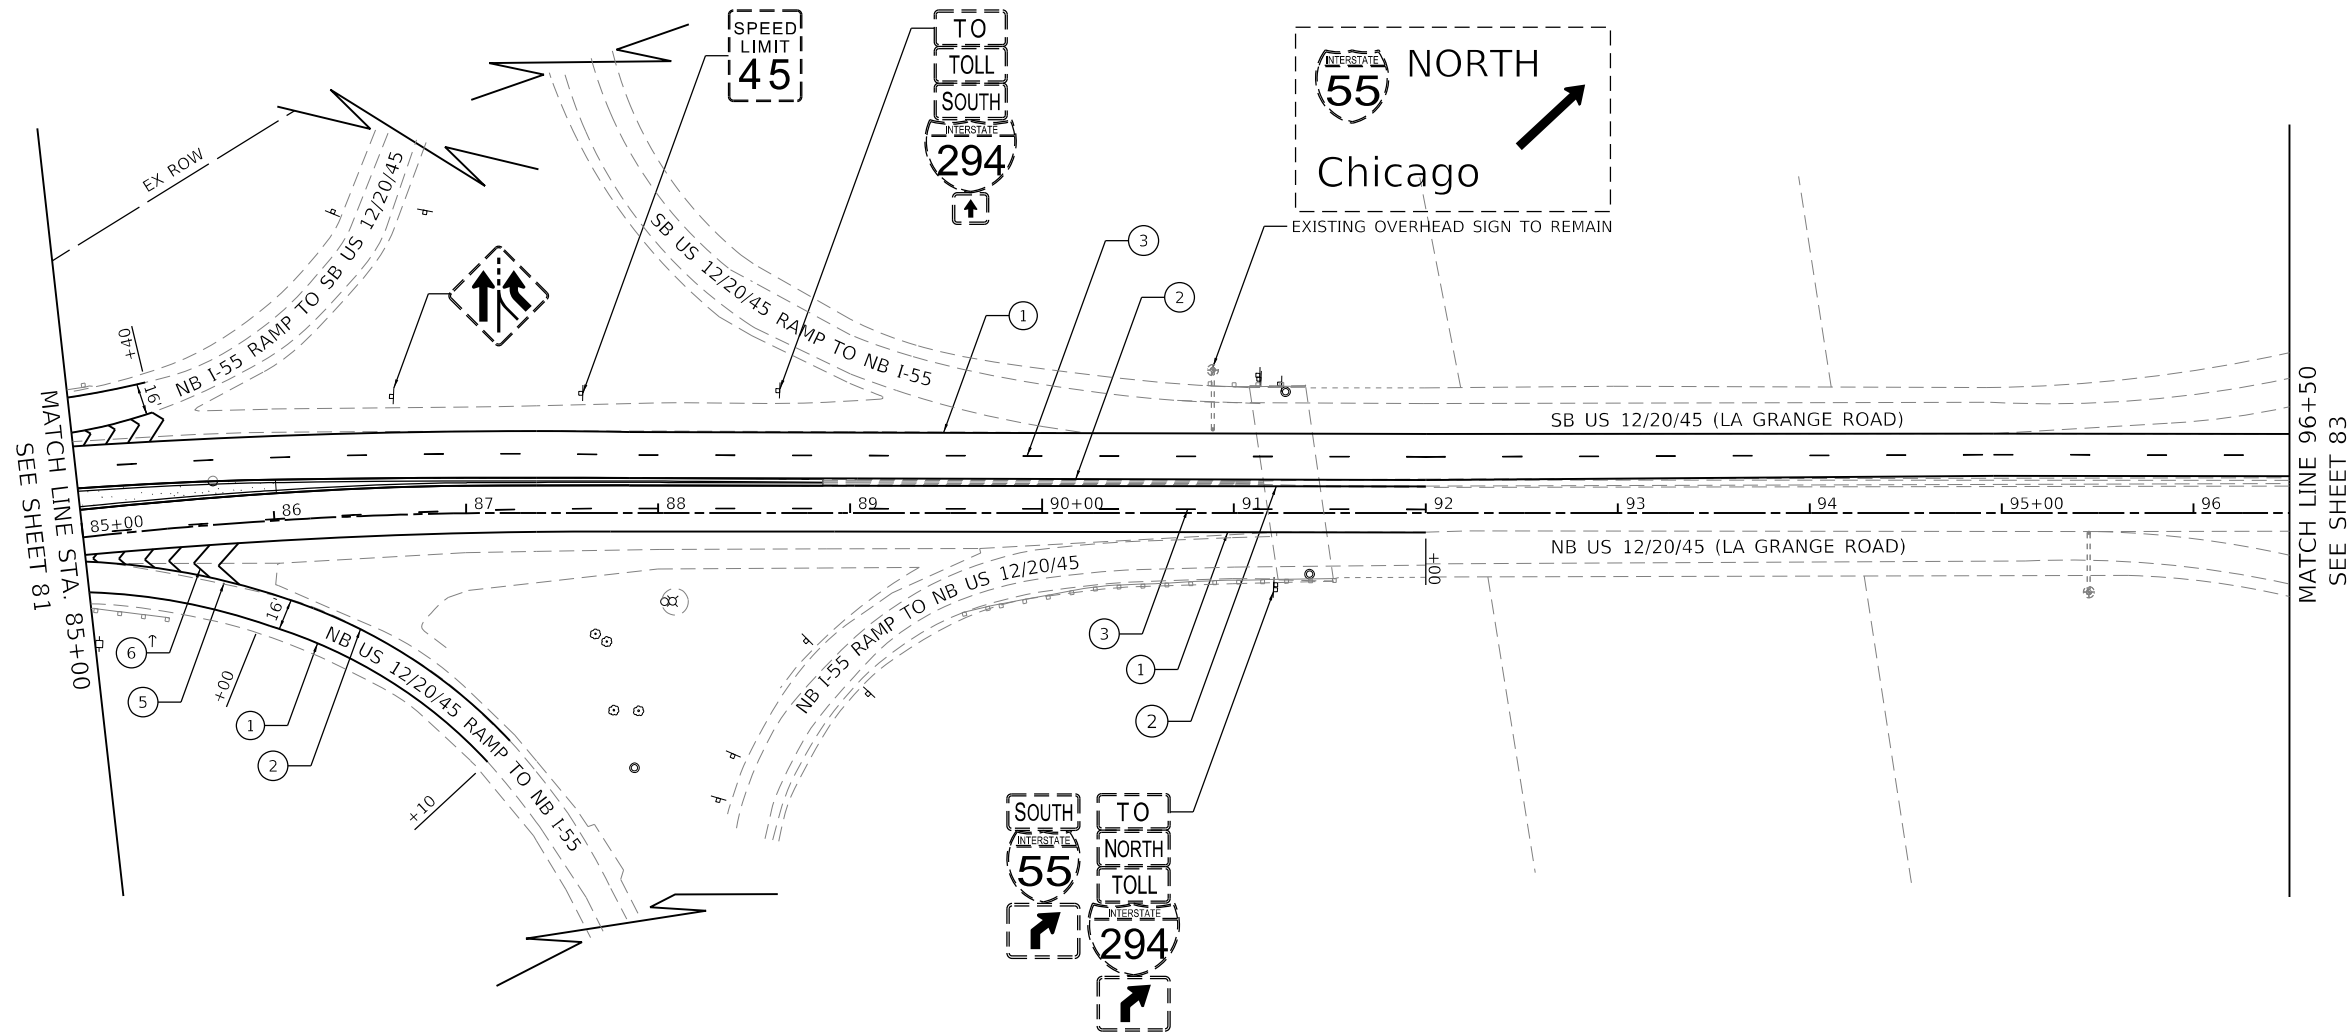 SPEED
LIMIT
45
TO
TOLL
SOUTH
INTERSTATE
294
INTERSTATE
55
NORTH
Chicago
EXISTING OVERHEAD SIGN TO REMAIN
EX ROW
NB I-55 RAMP TO SB US 12/20/45
SB US 12/20/45 RAMP TO NB I-55
3
2
1
+40
16'
MATCH LINE STA. 85+00
SEE SHEET 81
SB US 12/20/45 (LA GRANGE ROAD)
MATCH LINE 96+50
SEE SHEET 83
85+00
86
87
88
89
90+00
91
92
93
94
95+00
96
NB US 12/20/45 (LA GRANGE ROAD)
+00
NB I-55 RAMP TO NB US 12/20/45
16'
NB US 12/20/45 RAMP TO NB I-55
6
5
+00
1
2
+10
3
1
2
SOUTH
INTERSTATE
55
TO
NORTH
TOLL
INTERSTATE
294